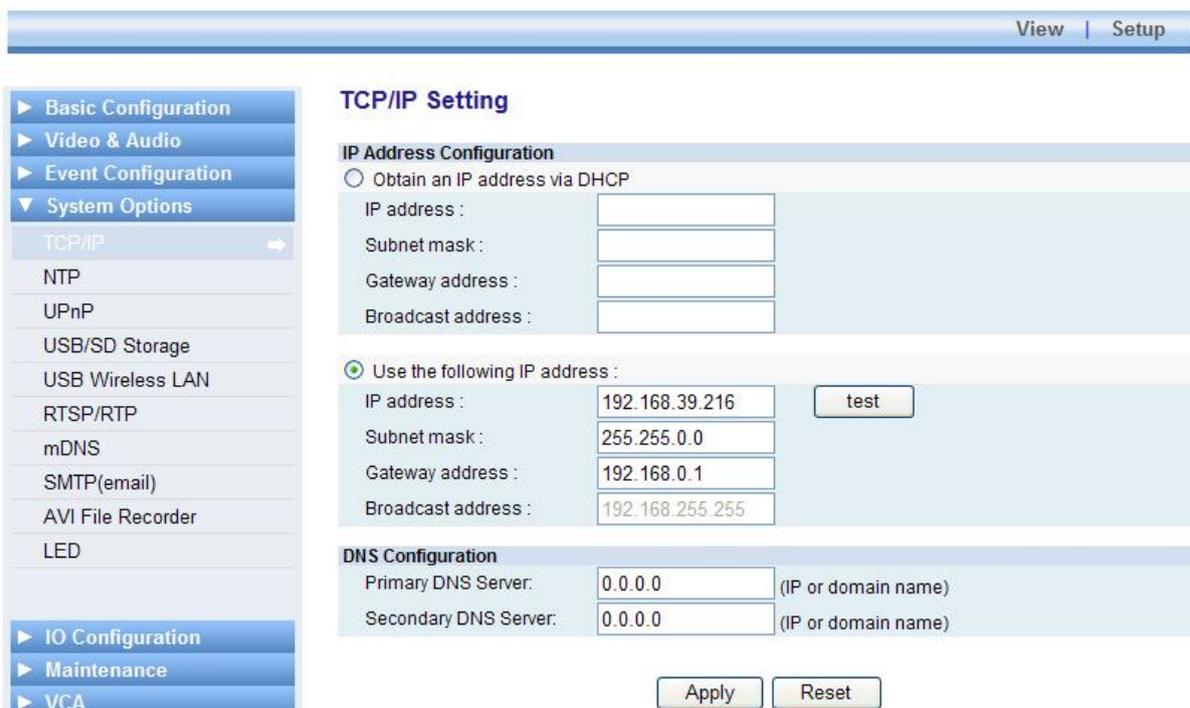 View | Setup
Basic Configuration
Video & Audio
Event Configuration
System Options
TCP/IP
NTP
UPnP
USB/SD Storage
USB Wireless LAN
RTSP/RTP
mDNS
SMTP(email)
AVI File Recorder
LED
IO Configuration
Maintenance
VCA
TCP/IP Setting
IP Address Configuration
Obtain an IP address via DHCP
IP address :
Subnet mask :
Gateway address :
Broadcast address :
Use the following IP address :
IP address : 192.168.39.216 test
Subnet mask : 255.255.0.0
Gateway address : 192.168.0.1
Broadcast address : 192.168.255.255
DNS Configuration
Primary DNS Server: 0.0.0.0 (IP or domain name)
Secondary DNS Server: 0.0.0.0 (IP or domain name)
Apply Reset